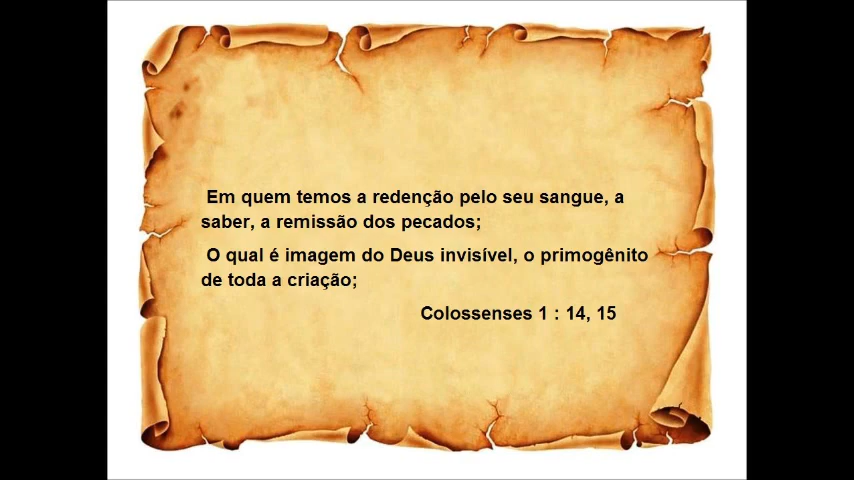 Em quem temos a redenção pelo seu sangue, a
saber, a remissão dos pecados;
O qual é imagem do Deus invisível, o primogênito
de toda a criação;
Colossenses 1 : 14, 15